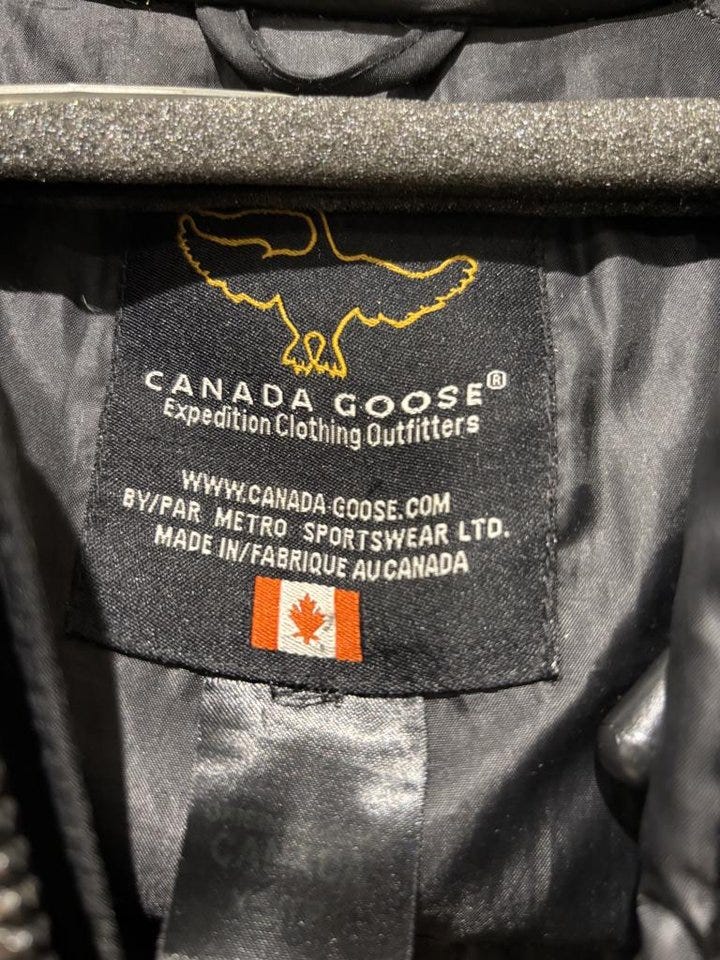 CANADA GOOSE®
Expedition Clothing Outfitters
WWW.CANADA-GOOSE.COM
BY/PAR METRO SPORTSWEAR LTD.
MADE IN/FABRIQUE AU CANADA